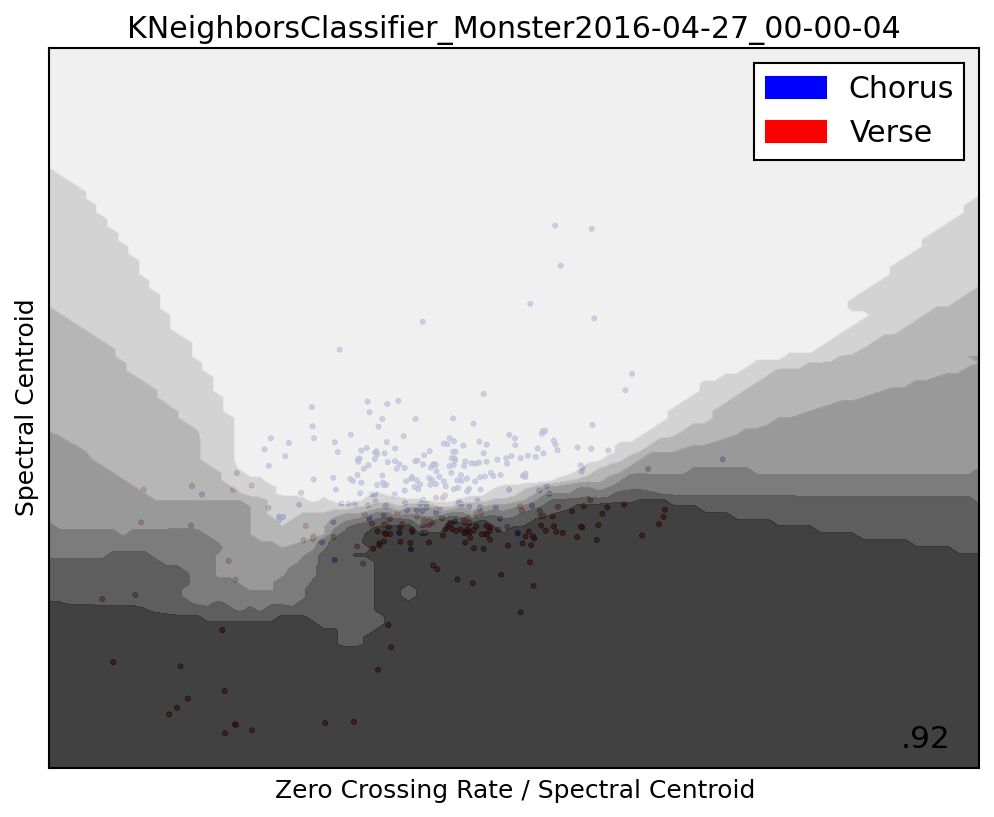 KNeighborsClassifier_Monster2016-04-27_00-00-04
Chorus
Verse
Spectral Centroid
.92
Zero Crossing Rate / Spectral Centroid